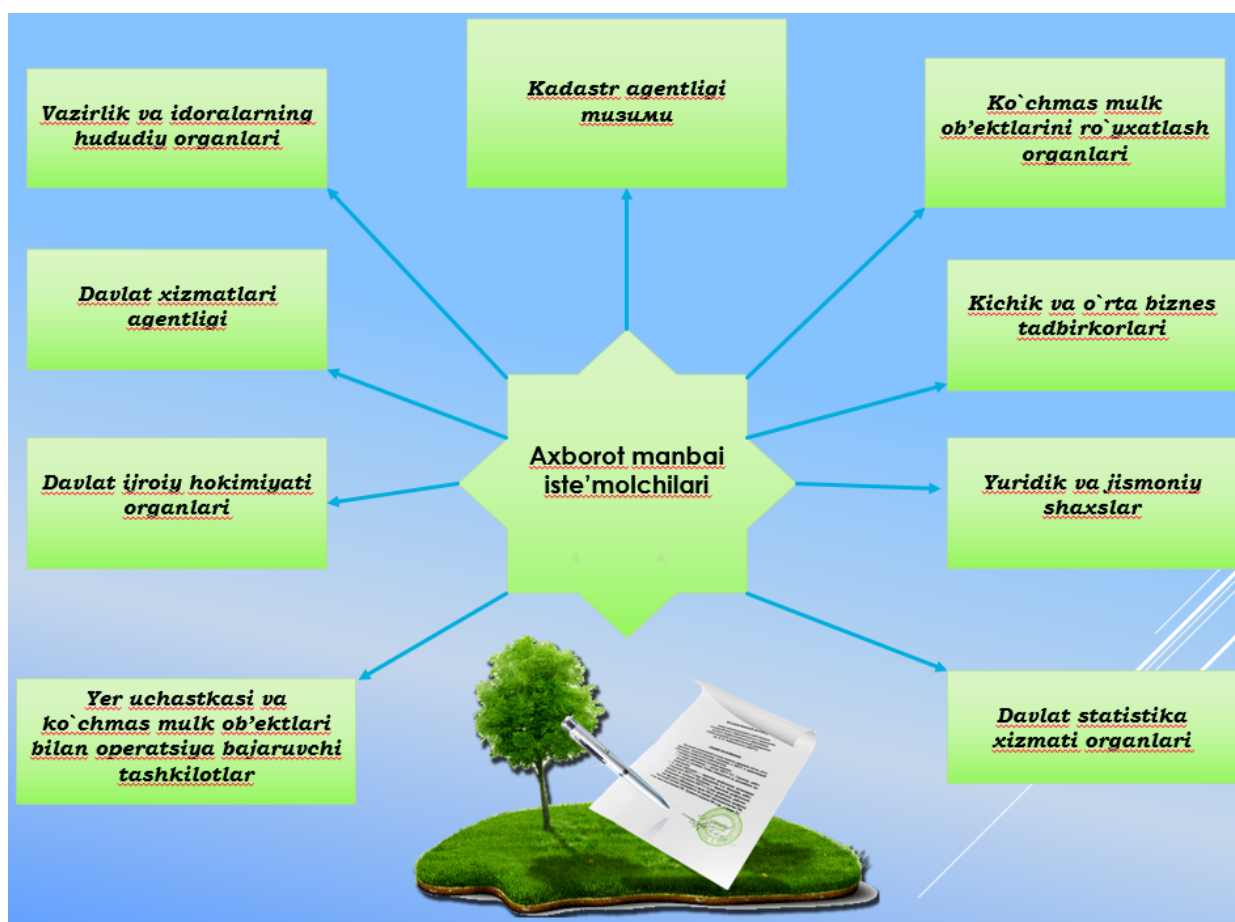 Kadastr agentligi
тизими
Vazirlik va idoralarning
hududiy organlari
Ko`chmas mulk
ob’ektlarini ro`yxatlash
organlari
Davlat xizmatlari
agentligi
Kichik va o`rta biznes
tadbirkorlari
Axborot manbai
iste’molchilari
Davlat ijroiy hokimiyati
organlari
Yuridik va jismoniy
shaxslar
Yer uchastkasi va
ko`chmas mulk ob’ektlari
bilan operatsiya bajaruvchi
tashkilotlar
Davlat statistika
xizmati organlari